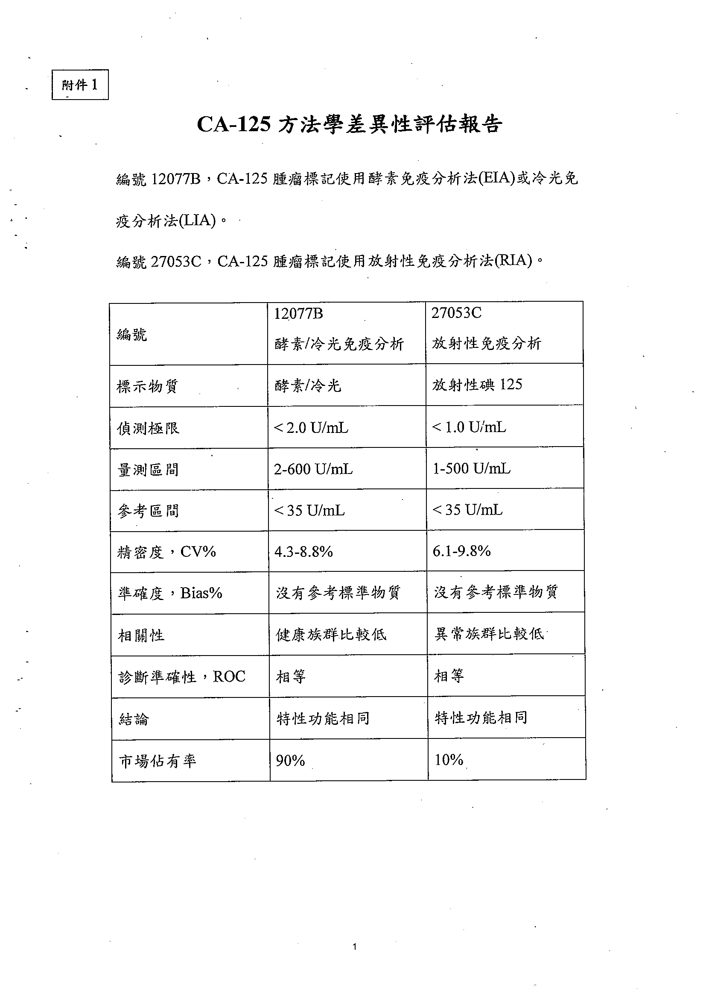 附件 1
CA-125 方法學差異性評估報告
編號 12077B，CA-125 腫瘤標記使用酵素免疫分析法(EIA)或冷光免
疫分析法(LIA)。
編號 27053C，CA-125 腫瘤標記使用放射性免疫分析法(RIA)。
編號 12077B 酵素/冷光免疫分析 27053C 放射性免疫分析
標示物質 酵素/冷光 放射性碘 125
偵測極限 ＜2.0 U/mL ＜1.0 U/mL
量測區間 2-600 U/mL 1-500 U/mL
參考區間 ＜35 U/mL ＜35 U/mL
精密度，CV% 4.3-8.8% 6.1-9.8%
準確度，Bias% 沒有參考標準物質 沒有參考標準物質
相關性 健康族群比較低 異常族群比較低
診斷準確性，ROC 相等 相等
結論 特性功能相同 特性功能相同
市場佔有率 90% 10%
1